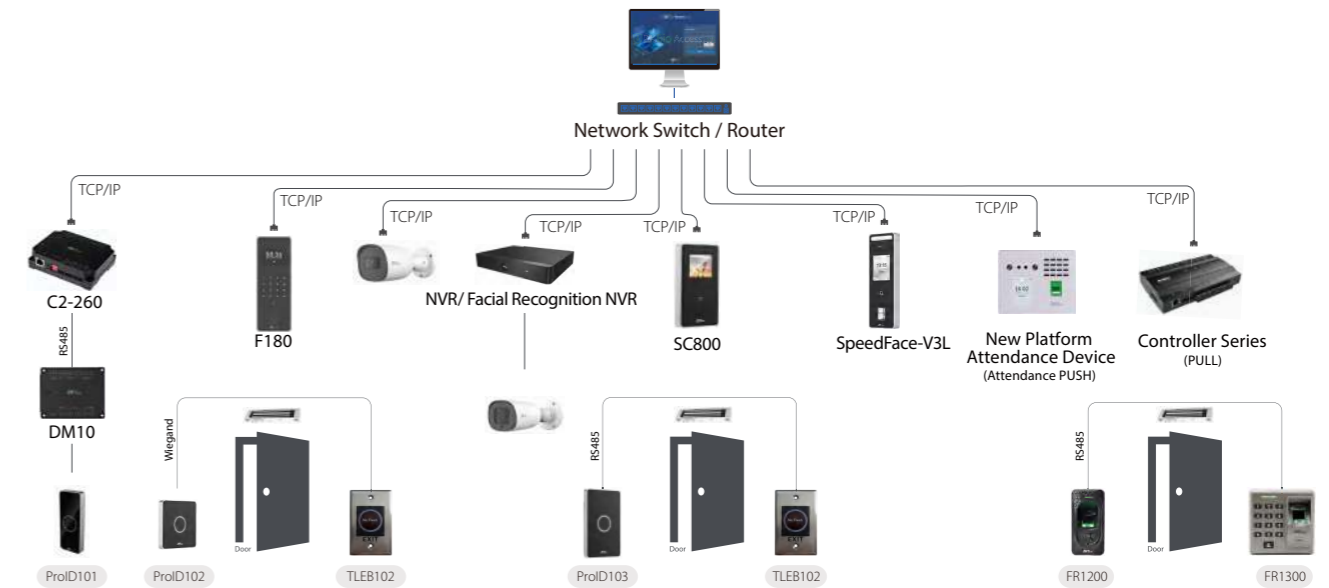 Network Switch / Router
TCP/IP
TCP/IP
TCP/IP
TCP/IP
TCP/IP
TCP/IP
TCP/IP
TCP/IP
C2-260
F180
NVR/ Facial Recognition NVR
SC800
SpeedFace-V3L
New Platform
Attendance Device
(Attendance PUSH)
Controller Series
(PULL)
RS485
DM10
Wiegand
RS485
RS485
EXIT
EXIT
Door
Door
Door
ProID101
ProID102
TLEB102
ProID103
TLEB102
FR1200
FR1300